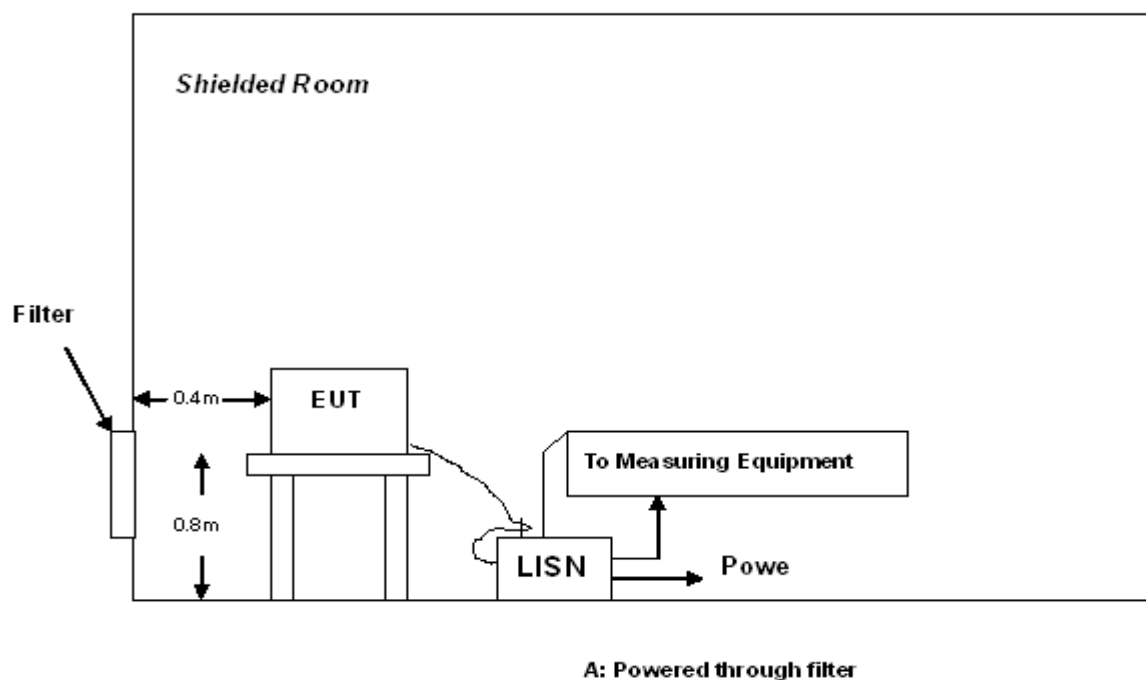 Shielded Room
Filter
0.4m
EUT
To Measuring Equipment
0.8m
LISN
Powe
A: Powered through filter